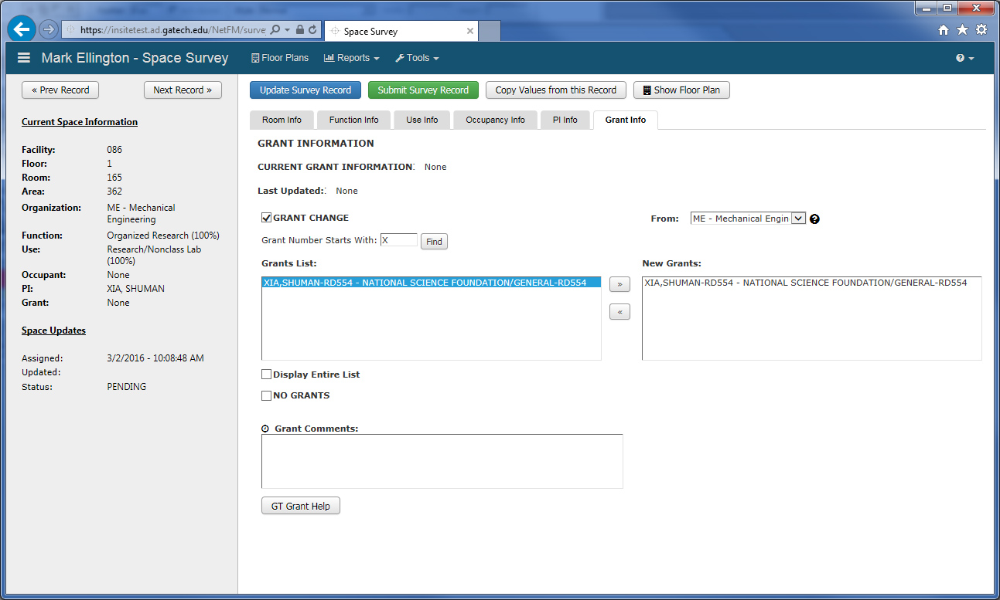 https://insitetest.ad.gatech.edu/NetFM/surve
Space Survey
Mark Ellington - Space Survey
Floor Plans
Reports
Tools
« Prev Record
Next Record »
Update Survey Record
Submit Survey Record
Copy Values from this Record
Show Floor Plan
Current Space Information
Facility: 086
Floor: 1
Room: 165
Area: 362
Organization: ME - Mechanical
Engineering
Function: Organized Research (100%)
Use: Research/Nonclass Lab
(100%)
Occupant: None
PI: XIA, SHUMAN
Grant: None
Space Updates
Assigned: 3/2/2016 - 10:08:48 AM
Updated:
Status: PENDING
Room Info
Function Info
Use Info
Occupancy Info
PI Info
Grant Info
GRANT INFORMATION
CURRENT GRANT INFORMATION: None
Last Updated:: None
GRANT CHANGE
From: ME - Mechanical Engin
Grant Number Starts With: X Find
Grants List:
XIA,SHUMAN-RD554 - NATIONAL SCIENCE FOUNDATION/GENERAL-RD554
»
«
New Grants:
XIA,SHUMAN-RD554 - NATIONAL SCIENCE FOUNDATION/GENERAL-RD554
Display Entire List
NO GRANTS
Grant Comments:
GT Grant Help